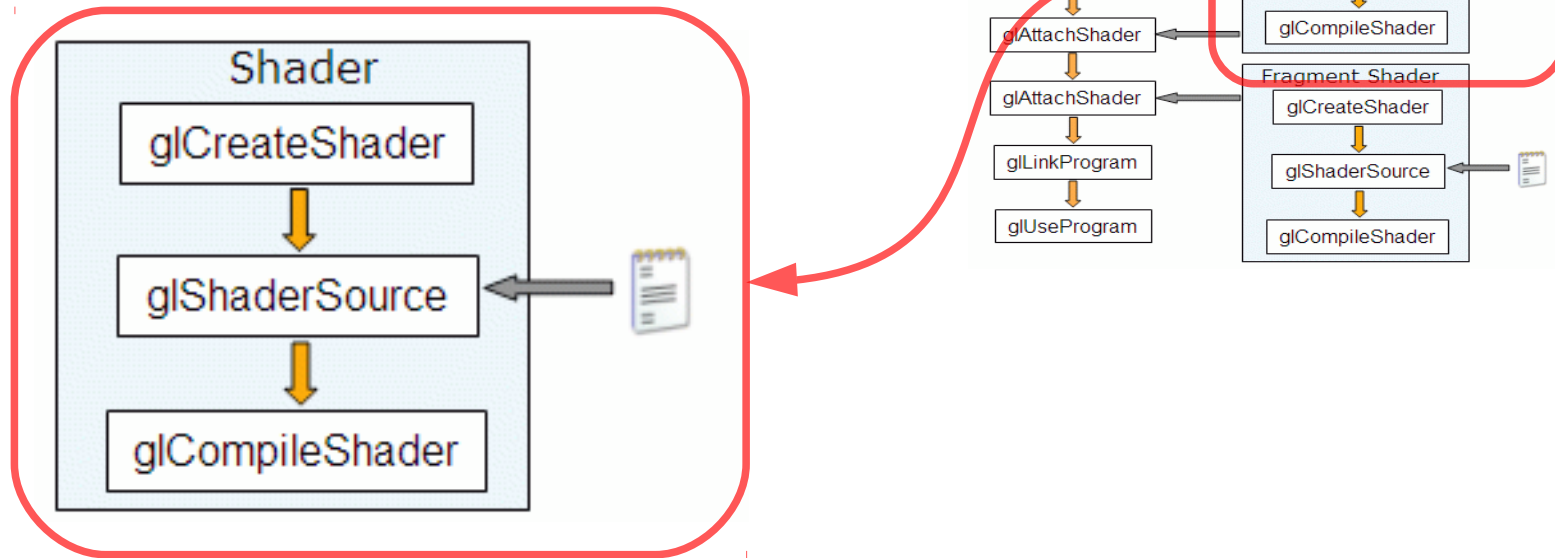 Shader
glCreateShader
glShaderSource
glCompileShader
glAttachShader
glAttachShader
glLinkProgram
glUseProgram
glCompileShader
Fragment Shader
glCreateShader
glShaderSource
glCompileShader